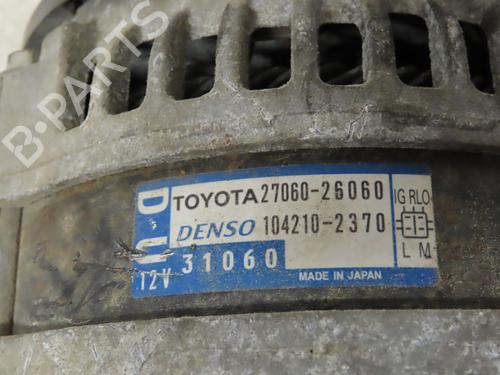 B-PARTS
TOYOTA 27060-26060
DENSO 104210-2370
31060
12V
MADE IN JAPAN
IG RLO
L M